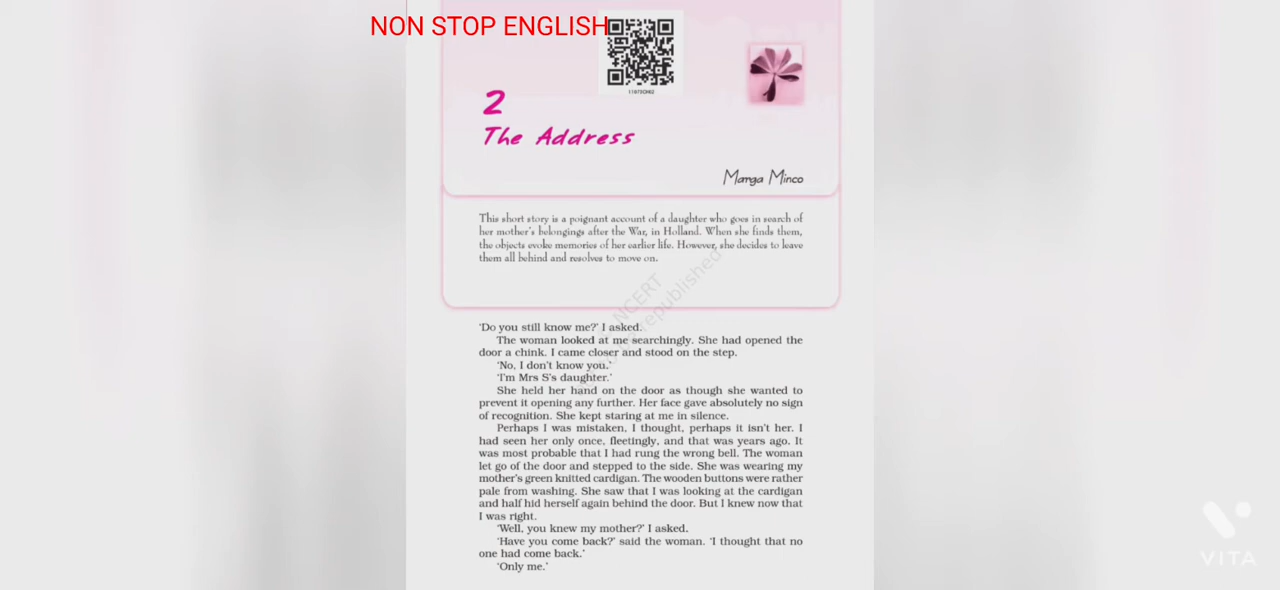 NON STOP ENGLISH
11073CH02
2
The Address
Marga Minco
This short story is a poignant account of a daughter who goes in search of
her mother's belongings after the War, in Holland. When she finds them,
the objects evoke memories of her earlier life. However, she decides to leave
them all behind and resolves to move on.
NCERT
republished
'Do you still know me?' I asked.
The woman looked at me searchingly. She had opened the
door a chink. I came closer and stood on the step.
'No, I don't know you.'
'I'm Mrs S's daughter.'
She held her hand on the door as though she wanted to
prevent it opening any further. Her face gave absolutely no sign
of recognition. She kept staring at me in silence.
Perhaps I was mistaken, I thought, perhaps it isn't her. I
had seen her only once, fleetingly, and that was years ago. It
was most probable that I had rung the wrong bell. The woman
let go of the door and stepped to the side. She was wearing my
mother's green knitted cardigan. The wooden buttons were rather
pale from washing. She saw that I was looking at the cardigan
and half hid herself again behind the door. But I knew now that
I was right.
'Well, you knew my mother?' I asked.
'Have you come back?' said the woman. 'I thought that no
one had come back.'
'Only me.'
VITA